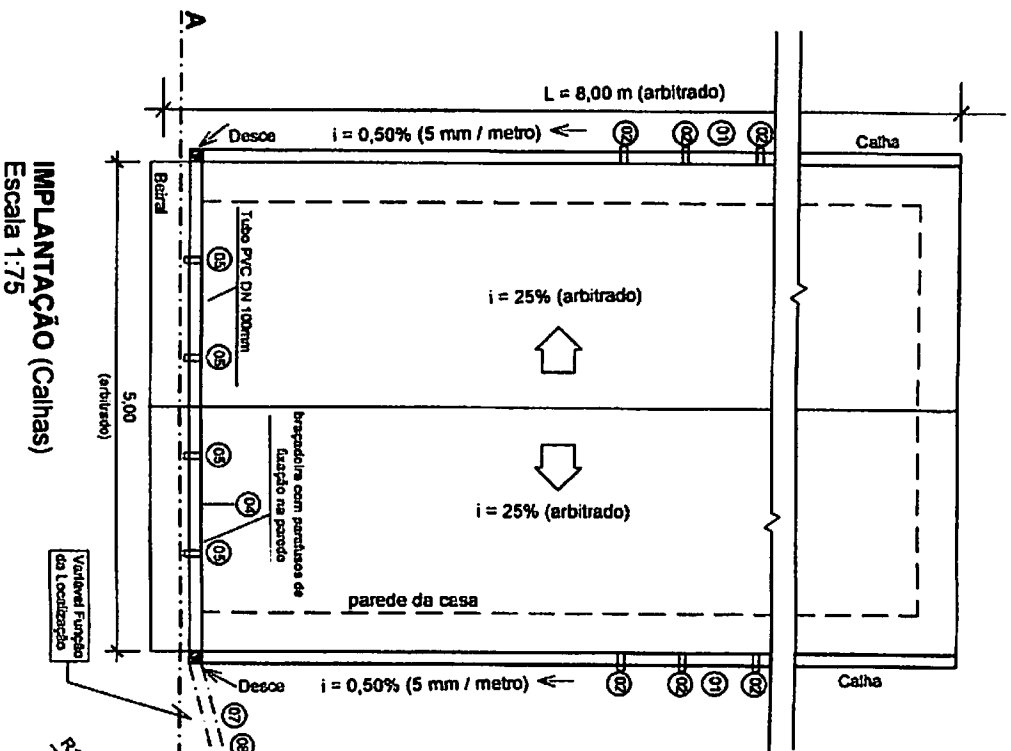 A
L = 8,00 m (arbitrado)
Desce
i = 0,50% (5 mm / metro)
02
02
01
02
Calha
Beiral
Tubo PVC DN 100mm
05
05
i = 25% (arbitrado)
5,00
(arbitrado)
braçadeira com parafusos de
fixação na parede
05
04
05
i = 25% (arbitrado)
parede da casa
Desce
i = 0,50% (5 mm / metro)
02
02
01
02
Calha
07
Variável Função
da Localização
IMPLANTAÇÃO (Calhas)
Escala 1:75